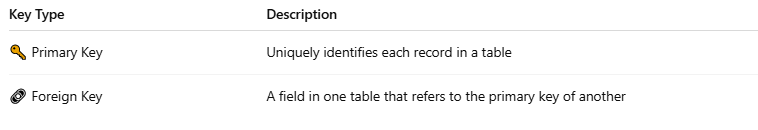 Key Type Description
🔑 Primary Key Uniquely identifies each record in a table
🔗 Foreign Key A field in one table that refers to the primary key of another